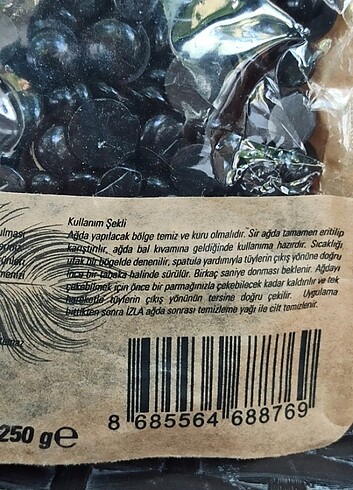 Kullanım Şekli
Ağda yapılacak bölge temiz ve kuru olmalıdır. Sir ağda tamamen eritilip
karıştırılır, ağda bal kıvamına geldiğinde kullanıma hazırdır. Sıcaklığı
ufak bir bögelde denenilir, spatula yardımıyla tüylerin çıkış yönüne doğru
ince bir tabaka halinde sürülür. Birkaç saniye donması beklenir. Ağdayı
çekebilmek için önce bir parmağınızla çekebilecek kadar kaldırılır ve tek
hareketle tüylerin çıkış yönünün tersine doğru çekilir. Uygulama
bittikten sonra İZLA ağda sonrası temizleme yağı ile cilt temizlenir.
250 g℮
8 685564 688769